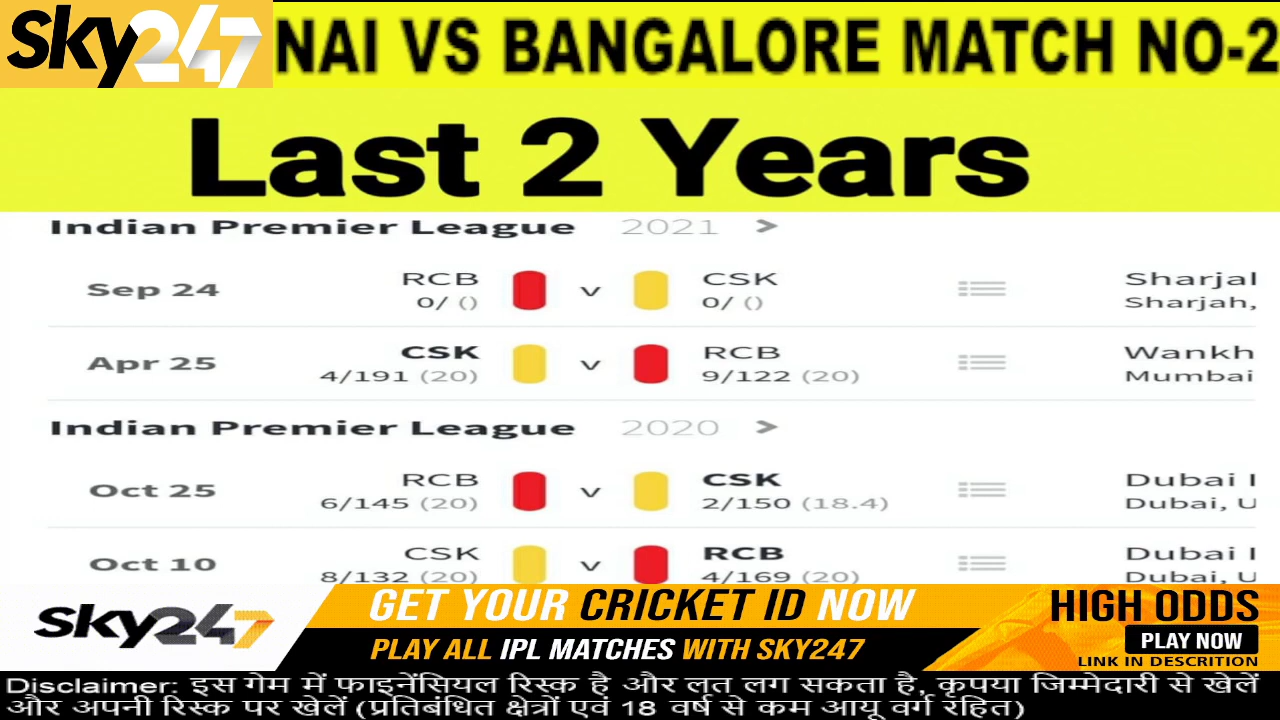 Sky247 NAI VS BANGALORE MATCH NO-2
Last 2 Years
Indian Premier League 2021 >
Sep 24 RCB 0/ () v CSK 0/ () Sharjal Sharjah,
Apr 25 CSK 4/191 (20) v RCB 9/122 (20) Wankh Mumbai
Indian Premier League 2020 >
Oct 25 RCB 6/145 (20) v CSK 2/150 (18.4) Dubai I Dubai, U
Oct 10 CSK 8/132 (20) v RCB 4/169 (20) Dubai I Dubai, U
Sky247 GET YOUR CRICKET ID NOW
PLAY ALL IPL MATCHES WITH SKY247
HIGH ODDS
PLAY NOW
LINK IN DESCRITION
Disclaimer: इस गेम में फाइनेंसियल रिस्क है और लत लग सकता है, कृपया जिम्मेदारी से खेलें
और अपनी रिस्क पर खेलें (प्रतिबंधित क्षेत्रों एवं 18 वर्ष से कम आयू वर्ग रहित)